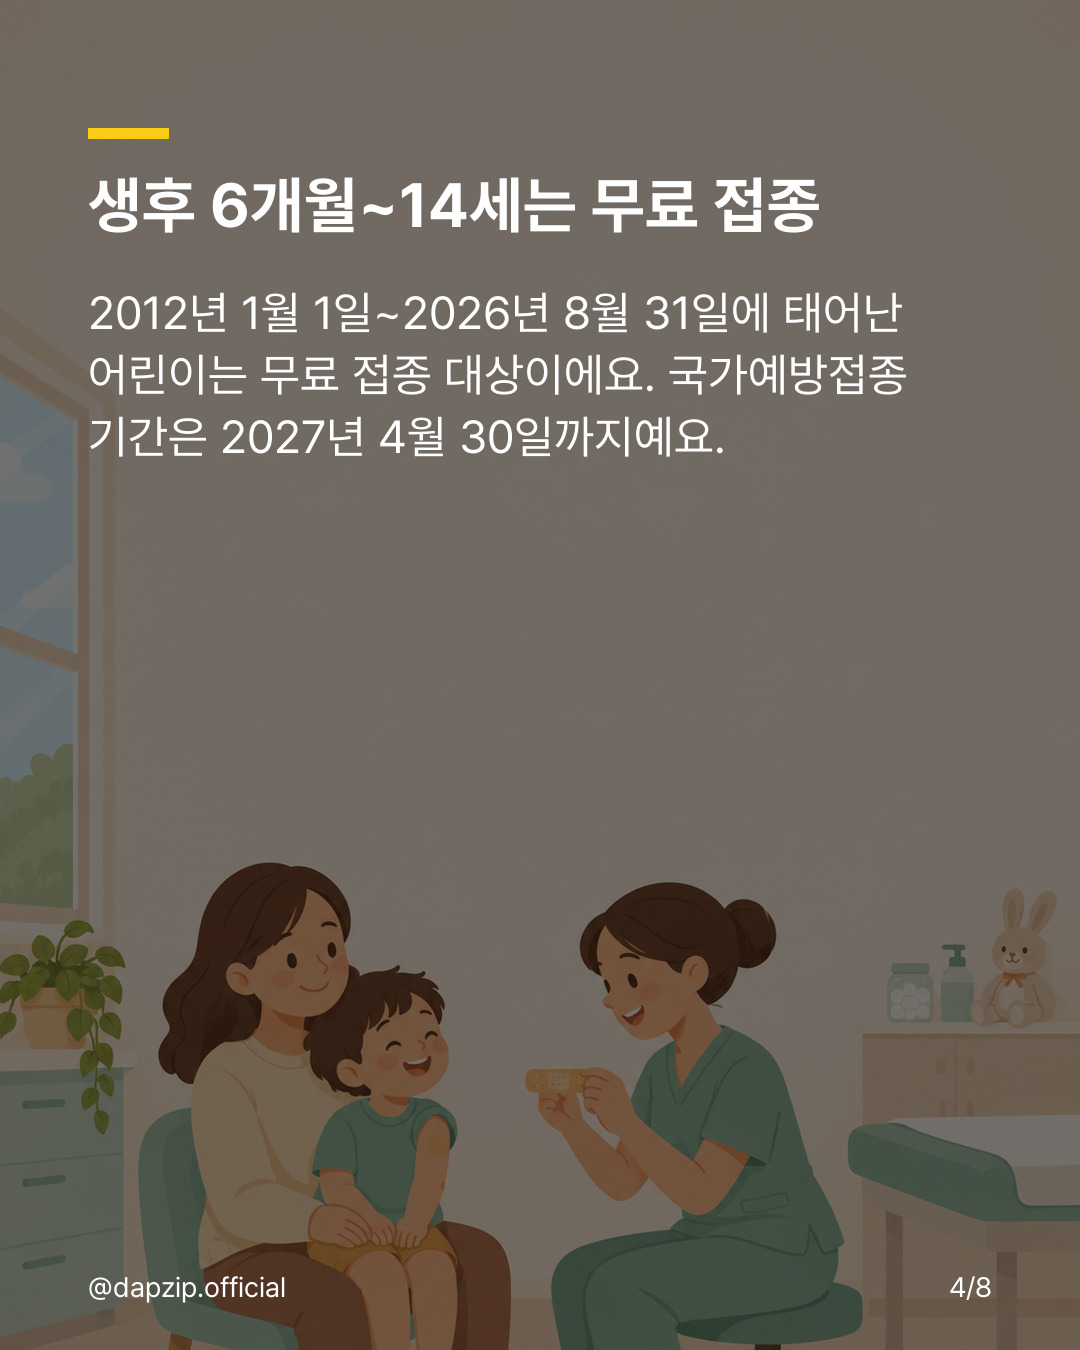 생후 6개월~14세는 무료 접종
2012년 1월 1일~2026년 8월 31일에 태어난
어린이는 무료 접종 대상이에요. 국가예방접종
기간은 2027년 4월 30일까지예요.
@dapzip.official
4/8